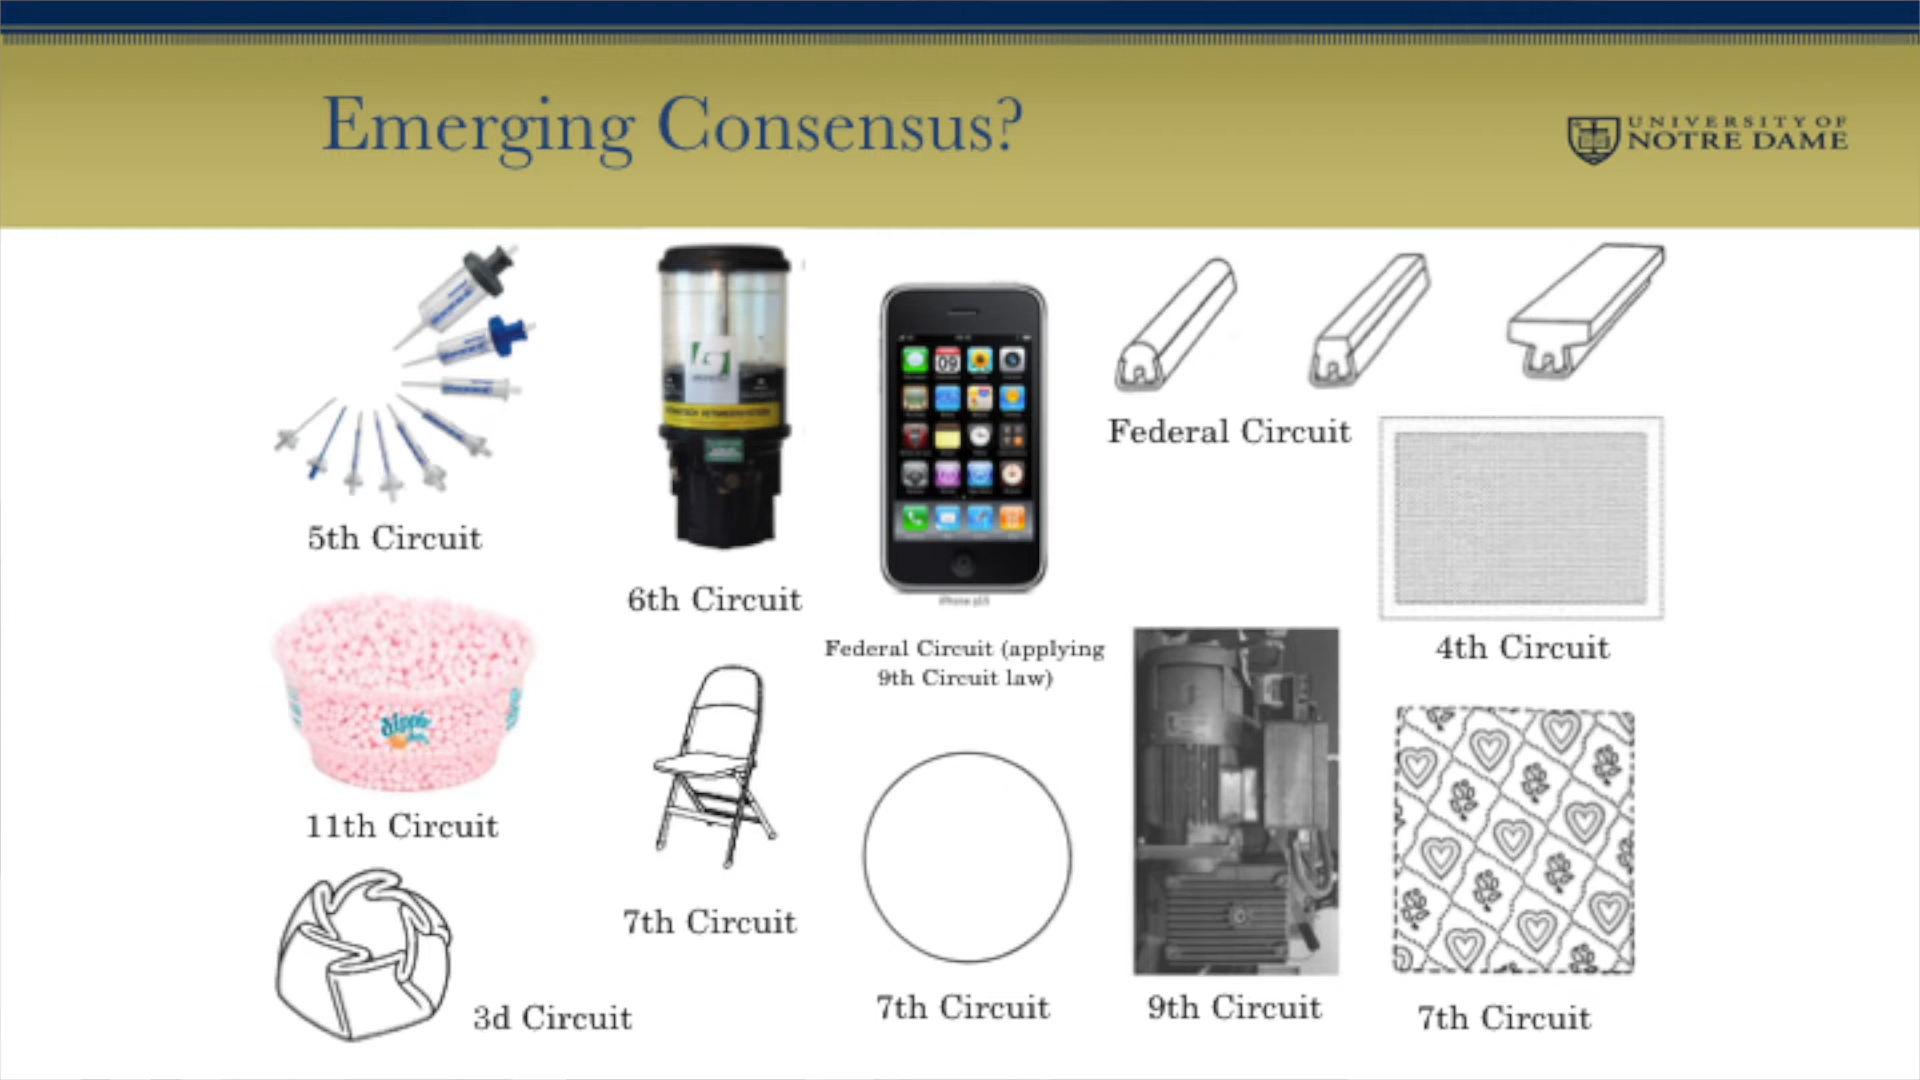 Emerging Consensus?
UNIVERSITY OF
NOTRE DAME
5th Circuit
6th Circuit
Federal Circuit (applying
9th Circuit law)
Federal Circuit
4th Circuit
11th Circuit
7th Circuit
3d Circuit
7th Circuit
9th Circuit
7th Circuit